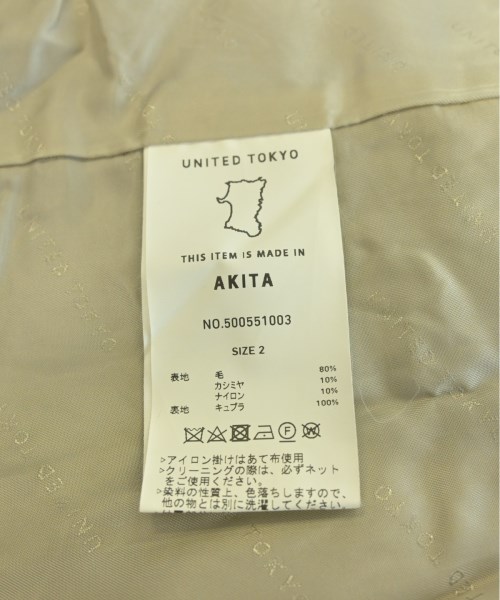 UNITED TOKYO
THIS ITEM IS MADE IN
AKITA
NO.500551003
SIZE 2
表地 毛 80%
カシミヤ 10%
ナイロン 10%
裏地 キュプラ 100%
>アイロン掛けはあて布使用
>クリーニングの際は、必ずネット
をご使用ください。
>染料の性質上、色落ちしますので、
他の物とは別に洗濯してください。